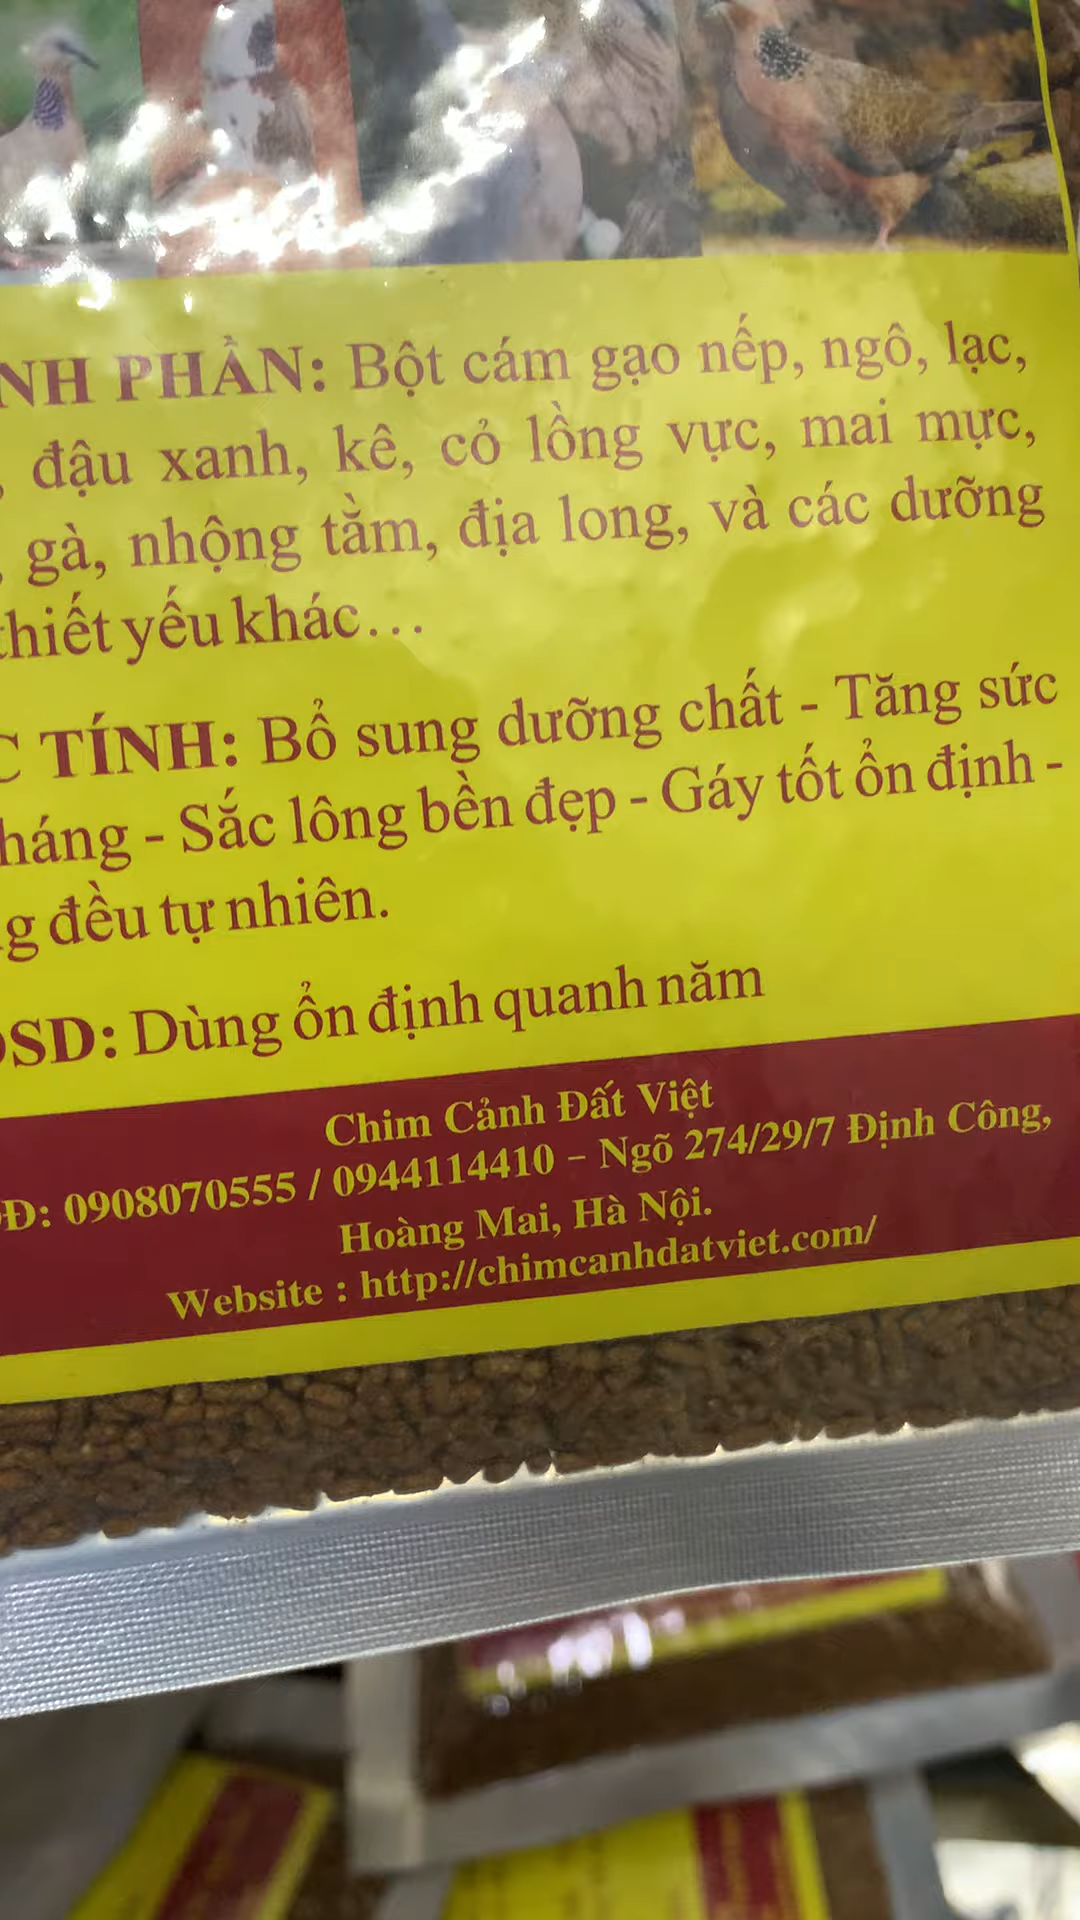 NH PHẦN: Bột cám gạo nếp, ngô, lạc,
, đậu xanh, kê, cỏ lồng vực, mai mực,
, gà, nhộng tằm, địa long, và các dưỡng
thiết yếu khác...
C TÍNH: Bổ sung dưỡng chất - Tăng sức
háng - Sắc lông bền đẹp - Gáy tốt ổn định -
g đều tự nhiên.
SD: Dùng ổn định quanh năm
Chim Cảnh Đất Việt
Đ: 0908070555 / 0944114410 – Ngõ 274/29/7 Định Công,
Hoàng Mai, Hà Nội.
Website : http://chimcanhdatviet.com/